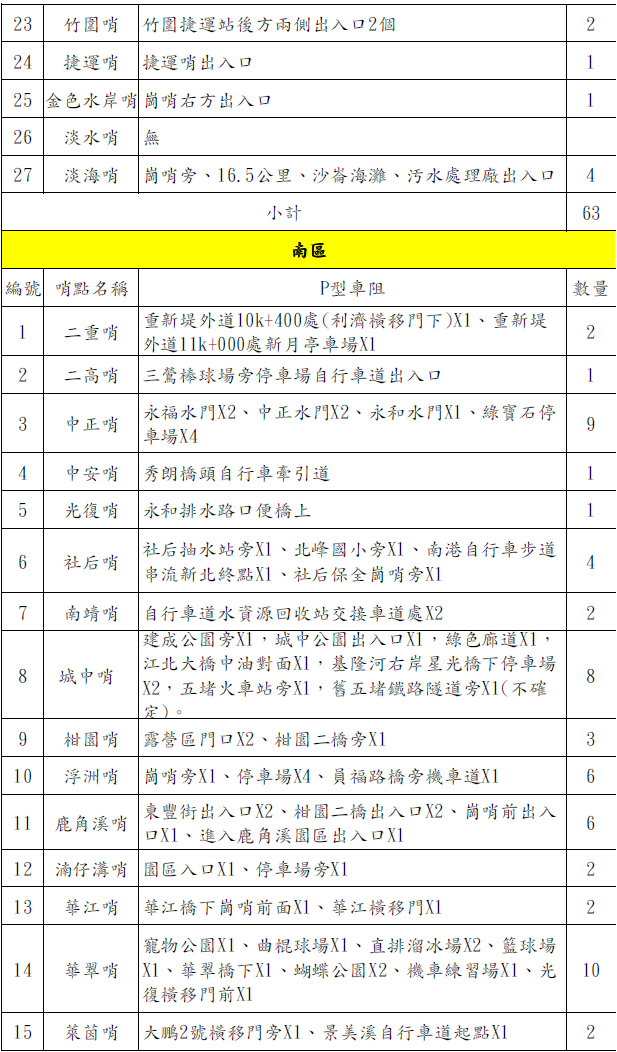 23 竹圍哨 竹圍捷運站後方兩側出入口2個 2
24 捷運哨 捷運哨出入口 1
25 金色水岸哨 崗哨右方出入口 1
26 淡水哨 無
27 淡海哨 崗哨旁、16.5公里、沙崙海灘、汚水處理廠出入口 4
小計 63
南區
編號 哨點名稱 P型車阻 數量
1 二重哨 重新堤外道10k+400處(利濟橫移門下)X1、重新堤
外道11k+000處新月亭車場X1 2
2 二高哨 三鶯棒球場旁停車場自行車道出入口 1
3 中正哨 永福水門X2、中正水門X2、永和水門X1、綠寶石停
車場X4 9
4 中安哨 秀朗橋頭自行車牽引道 1
5 光復哨 永和排水路口便橋上 1
6 社后哨 社后抽水站旁X1、北峰國小旁X1、南港自行車步道
串流新北終點X1、社后保全崗哨旁X1 4
7 南靖哨 自行車道水資源回收站交接車道處X2 2
8 城中哨 建成公園旁X1，城中公園出入口X1，綠色廊道X1，
江北大橋中油對面X1，基隆河右岸星光橋下停車場
X2，五堵火車站旁X1，舊五堵鐵路隧道旁X1(不確
定)。 8
9 柑園哨 露營區門口X2、柑園二橋旁X1 3
10 浮洲哨 崗哨旁X1、停車場X4、員福路橋旁機車道X1 6
11 鹿角溪哨 東豐街出入口X2、柑園二橋出入口X2、崗哨前出入
口X1、進入鹿角溪園區出入口X1 6
12 湳仔溝哨 園區入口X1、停車場旁X1 2
13 華江哨 華江橋下崗哨前面X1、華江橫移門X1 2
14 華翠哨 寵物公園X1、曲棍球場X1、直排溜冰場X2、籃球場
X1、華翠橋下X1、蝴蝶公園X2、機車練習場X1、光
復橫移門前X1 10
15 萊茵哨 大鵬2號橫移門旁X1、景美溪自行車道起點X1 2